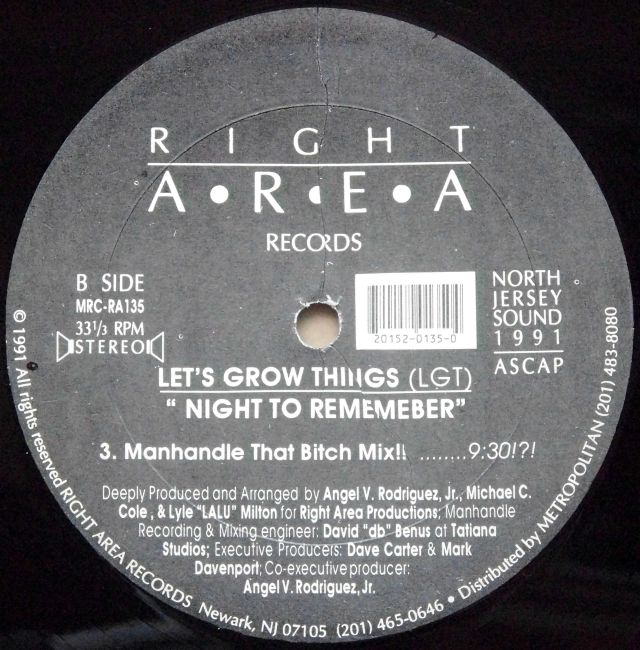 RIGHT
A•R•E•A
RECORDS
B SIDE
MRC-RA135
33 1/3 RPM
STEREO
20152-0135-0
NORTH
JERSEY
SOUND
1991
ASCAP
LET'S GROW THINGS (LGT)
" NIGHT TO REMEMEBER"
3. Manhandle That Bitch Mix!! ........9:30!?!
Deeply Produced and Arranged by Angel V. Rodriguez, Jr., Michael C.
Cole , & Lyle "LALU" Milton for Right Area Productions; Manhandle
Recording & Mixing engineer: David "db" Benus at Tatiana
Studios; Executive Producers: Dave Carter & Mark
Davenport; Co-executive producer:
Angel V. Rodriguez, Jr.
© 1991 All rights reserved RIGHT AREA RECORDS Newark, NJ 07105 (201) 465-0646 • Distributed by METROPOLITAN (201) 483-8080